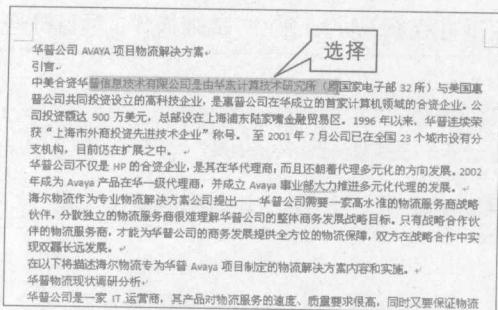 选择
华普公司 AVAYA 项目物流解决方案
引言
中美合资华普信息技术有限公司是由华东计算技术研究所（原国家电子部 32 所）与美国惠
普公司共同投资设立的高科技企业，是惠普公司在华成立的首家计算机领域的合资企业。公
司投资额达 900 万美元，总部设在上海浦东陆家嘴金融贸易区。1996 年以来，华普连续荣
获“上海市外商投资先进技术企业”称号。 至 2001 年 7 月公司已在全国 23 个城市设有分
支机构，目前仍在扩展之中。
华普公司不仅是 HP 的合资企业，是其在华代理商，而且还朝着代理多元化的方向发展。2002
年成为 Avaya 产品在华一级代理商，并成立 Avaya 事业部大力推进多元化代理的发展。
海尔物流作为专业物流解决方案公司提出——华普公司需要一家高水准的物流服务商战略
伙伴，分散独立的物流服务商很难理解华普公司的整体商务发展战略目标。只有战略合作伙
伴的物流服务商，才能为华普公司的商务发展提供全方位的物流保障，双方在战略合作中实
现双赢长远发展。
在以下将描述海尔物流专为华普 Avaya 项目制定的物流解决方案内容和实施。
华普物流现状调研分析
华普公司是一家 IT 运营商，其产品对物流服务的速度、质量要求很高，同时又要保证物流